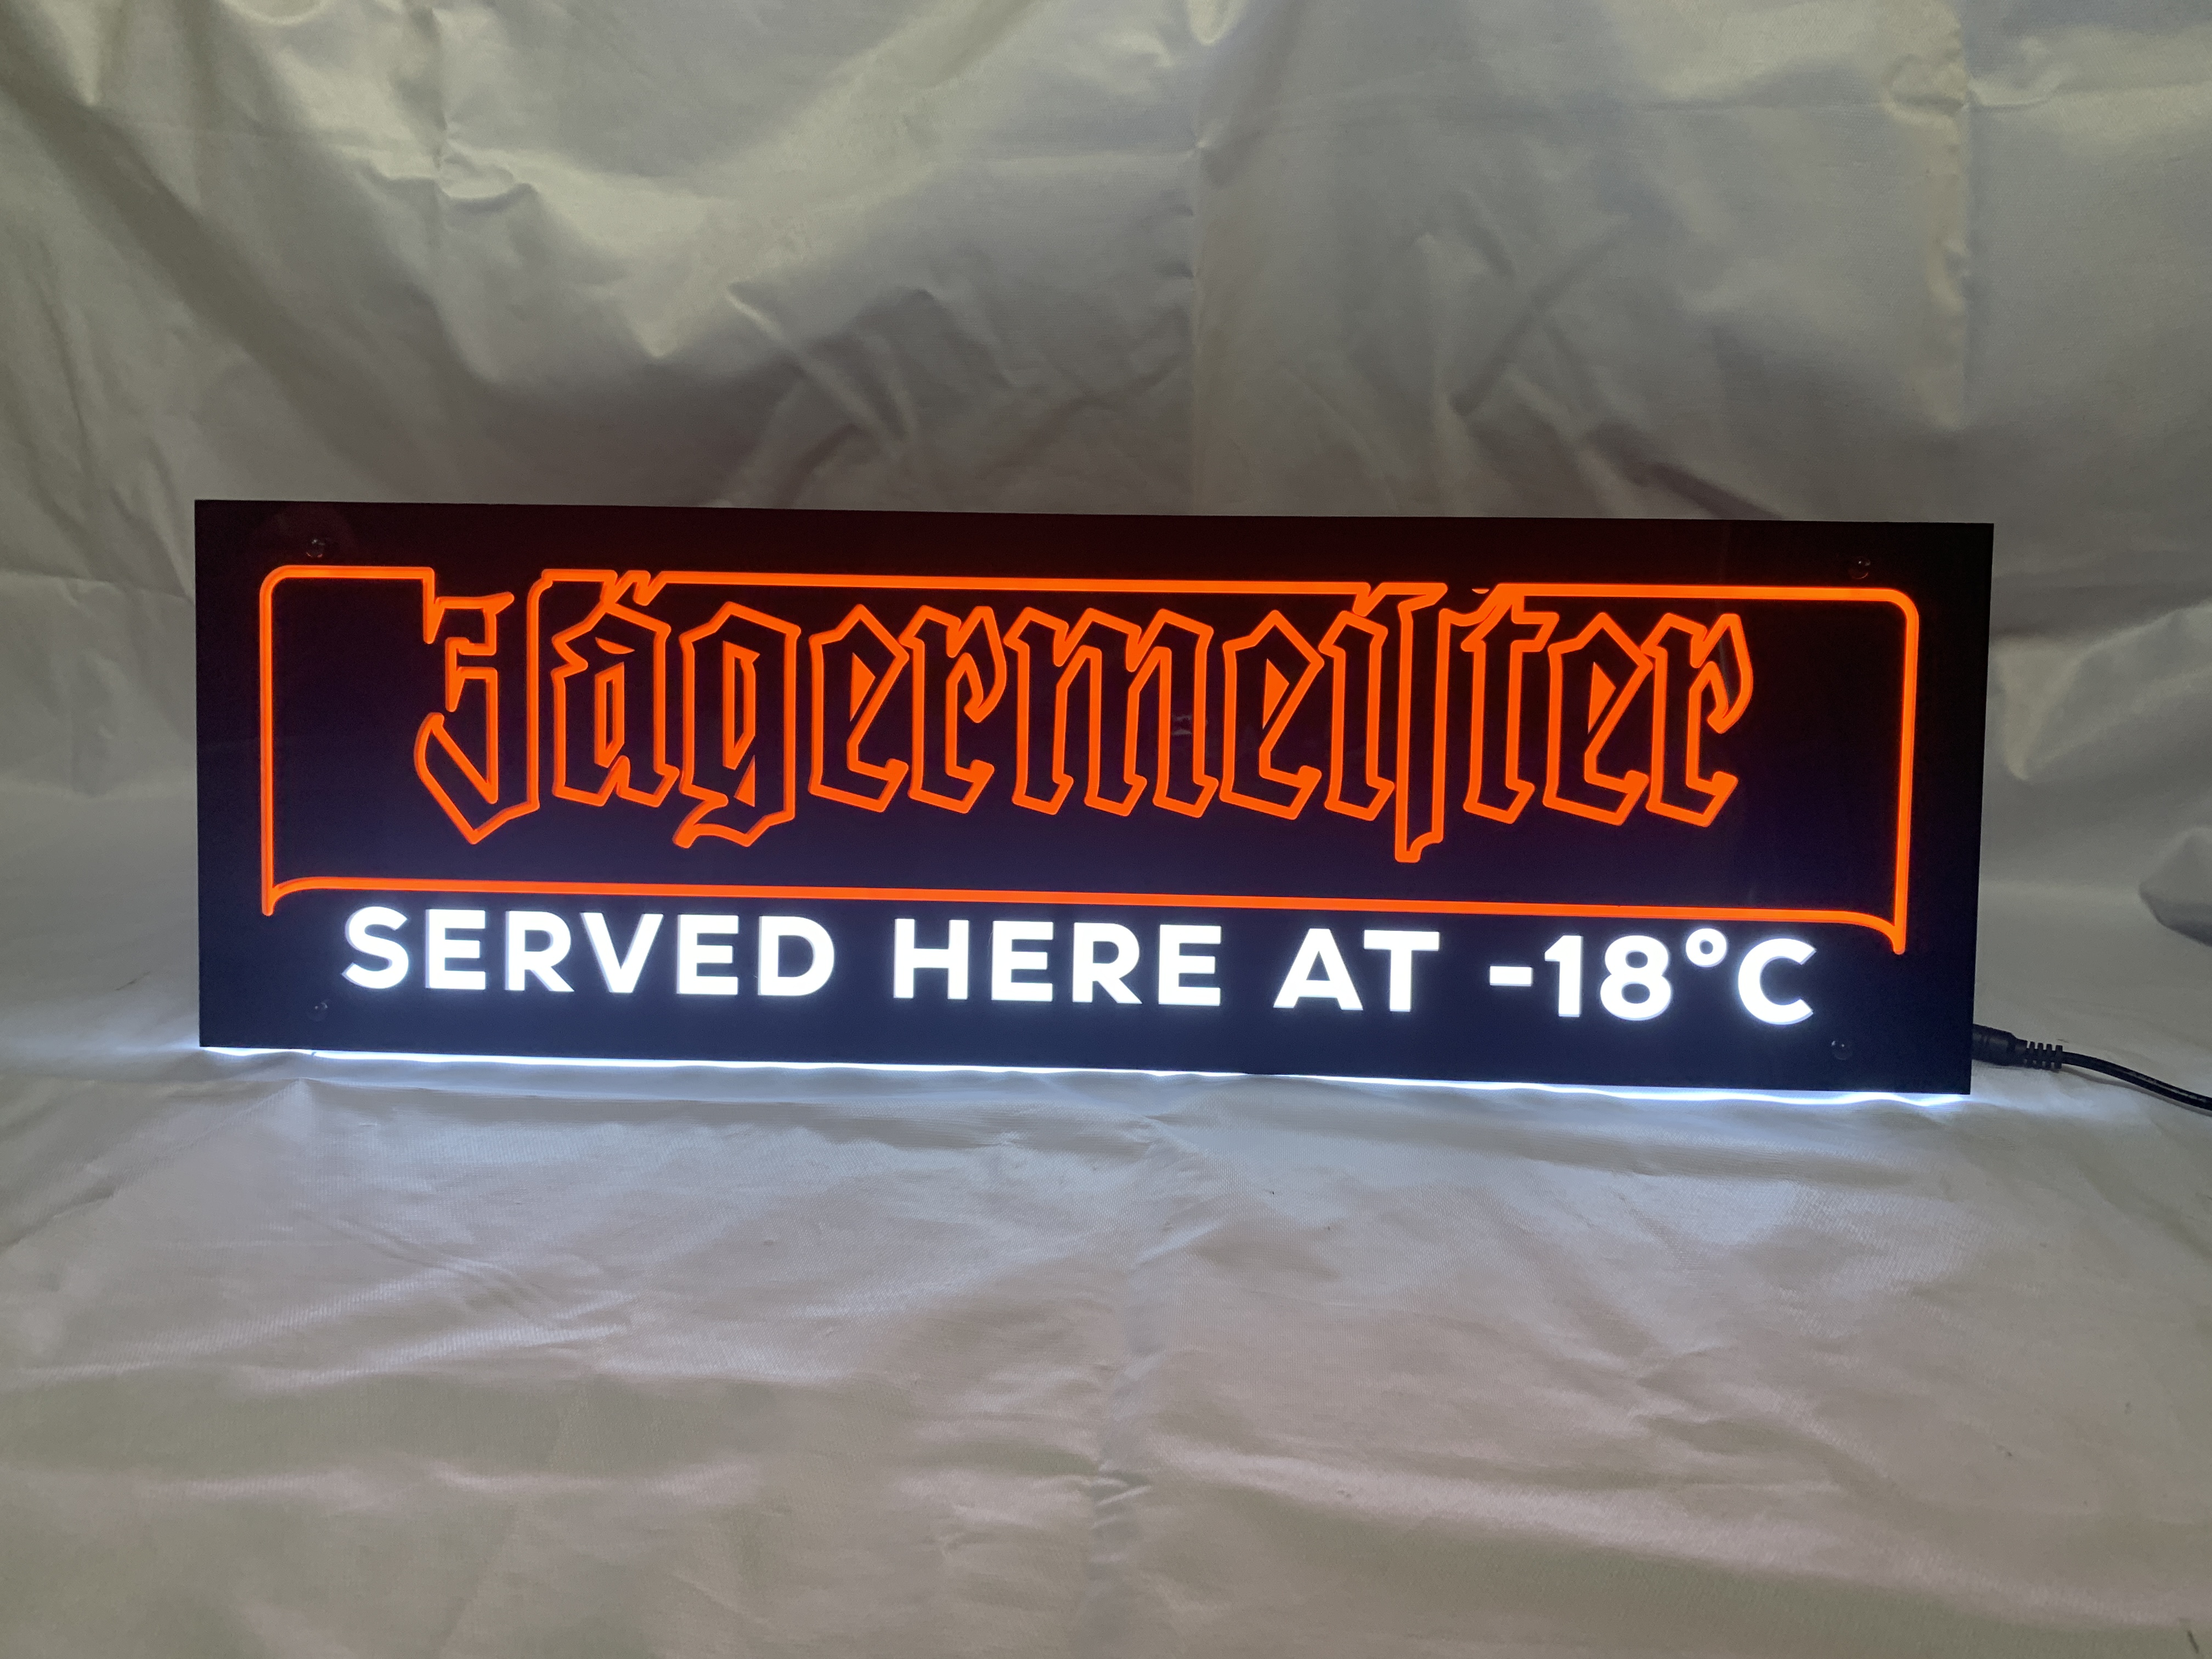 Jägermeiſter
SERVED HERE AT -18°C